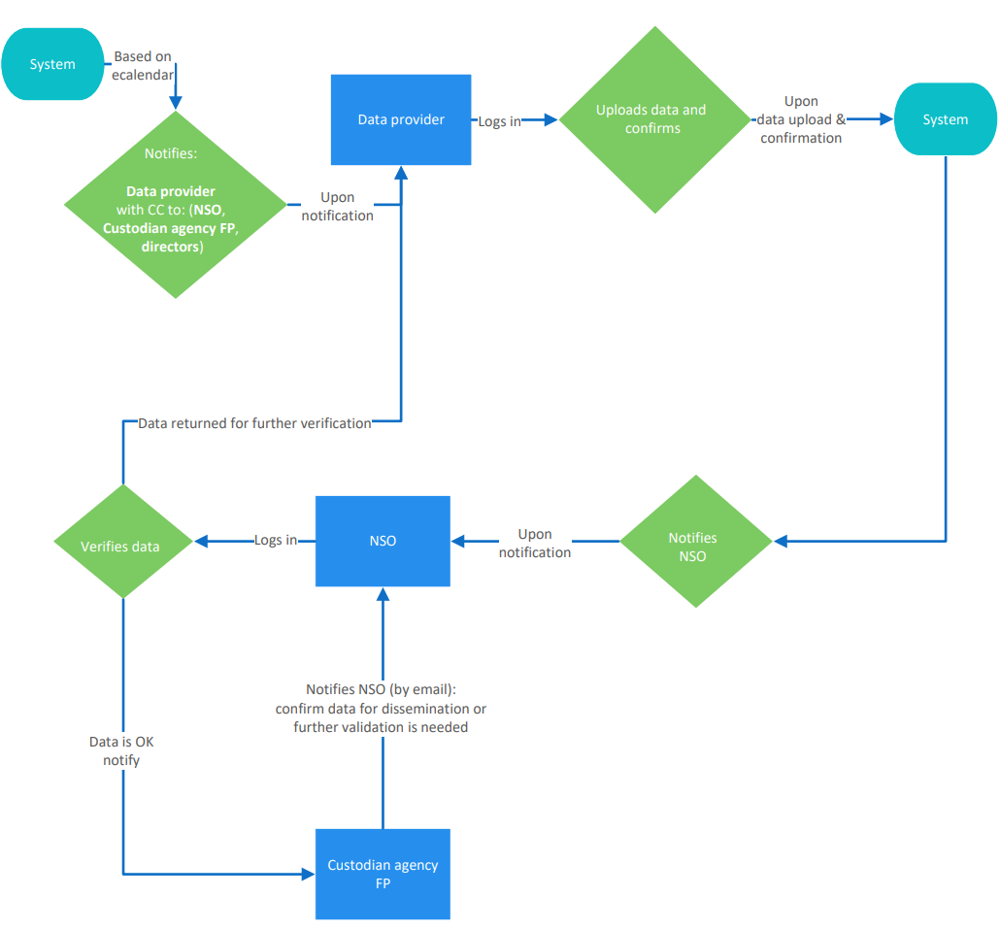 System
Based on
ecalendar
Notifies:
Data provider
with CC to: (NSO,
Custodian agency FP,
directors)
Upon
notification
Data provider
Logs in
Uploads data and
confirms
Upon
data upload &
confirmation
System
Data returned for further verification
Verifies data
Logs in
NSO
Upon
notification
Notifies
NSO
Notifies NSO (by email):
confirm data for dissemination or
further validation is needed
Data is OK
notify
Custodian agency
FP